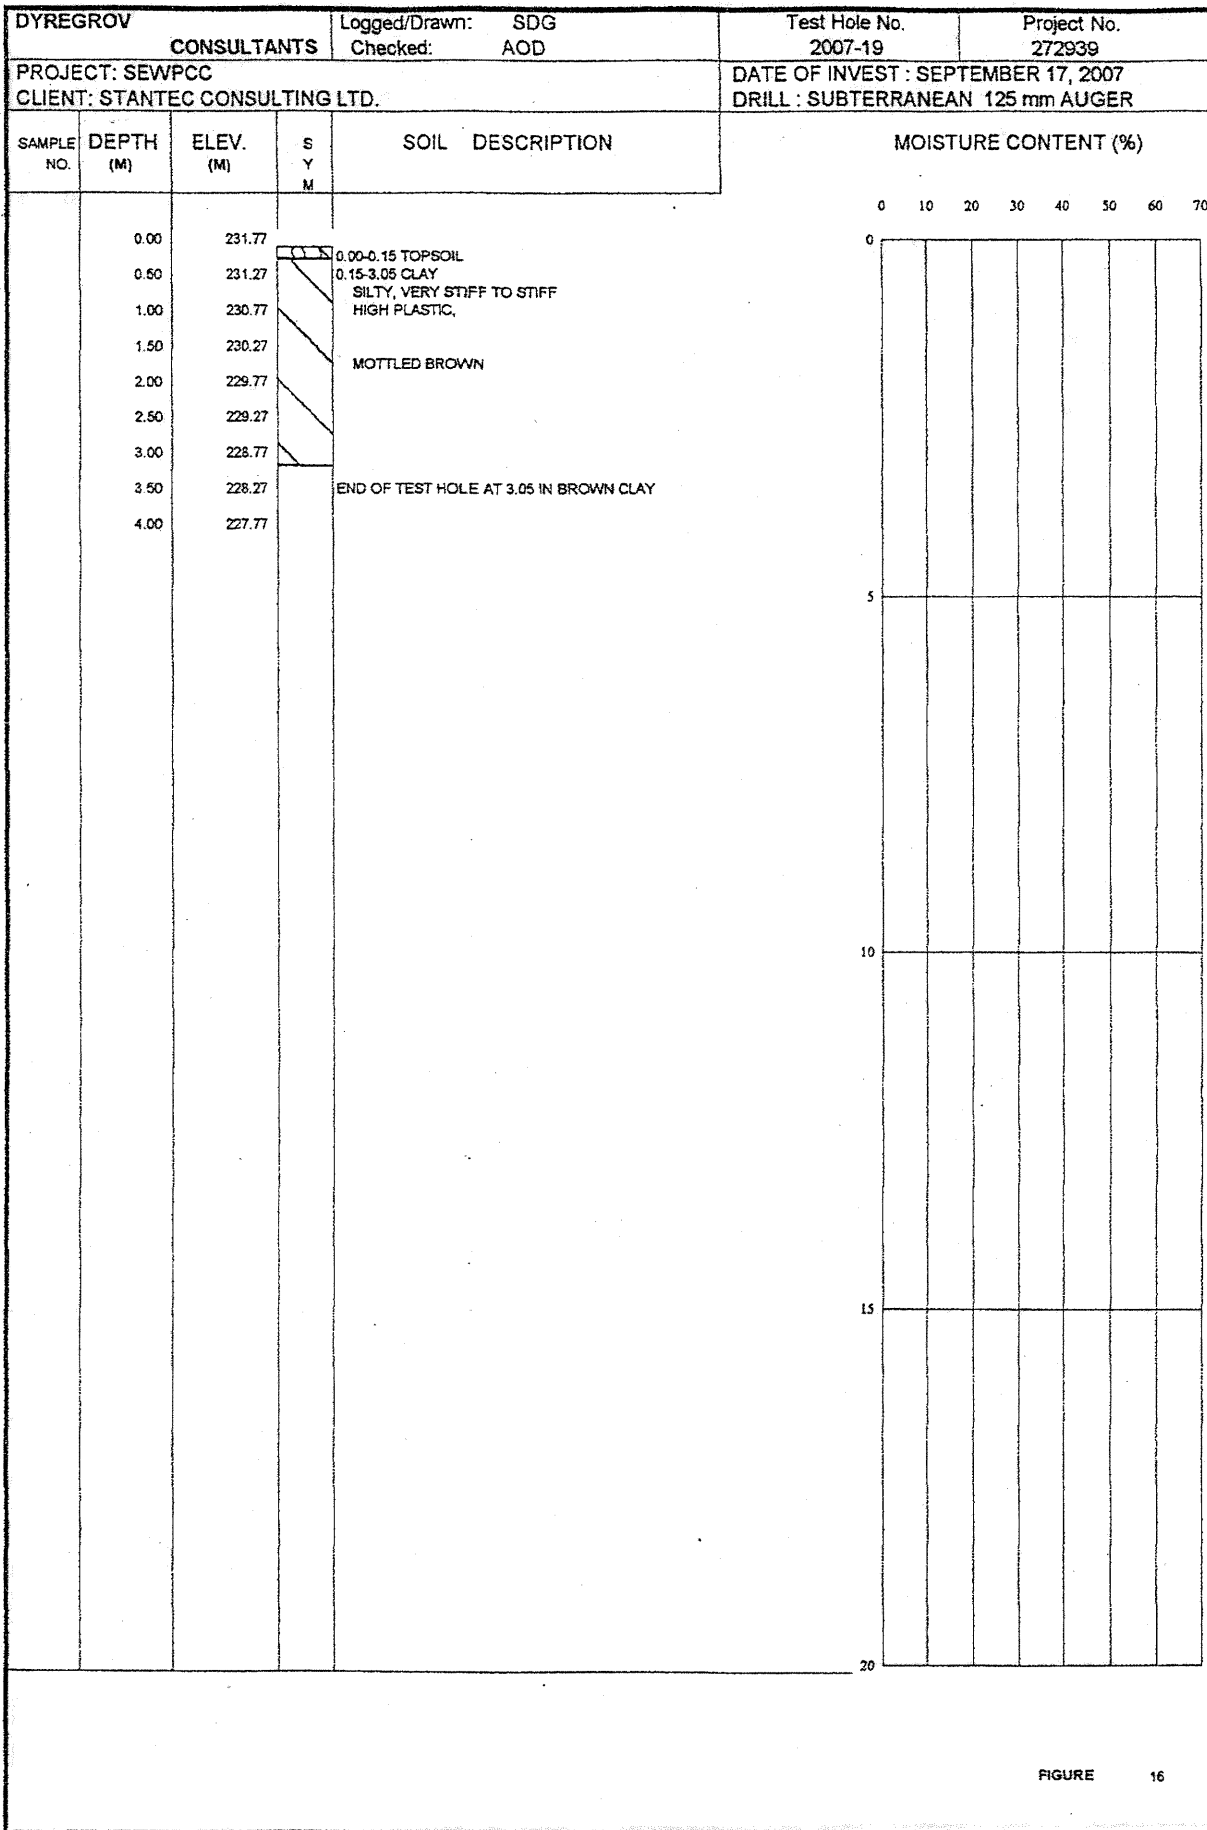 DYREGROV
CONSULTANTS
Logged/Drawn: SDG
Checked: AOD
Test Hole No.
2007-19
Project No.
272939
PROJECT: SEWPCC
CLIENT: STANTEC CONSULTING LTD.
DATE OF INVEST : SEPTEMBER 17, 2007
DRILL : SUBTERRANEAN 125 mm AUGER
SAMPLE NO.
DEPTH (M)
ELEV. (M)
S Y M
SOIL DESCRIPTION
MOISTURE CONTENT (%)
0 10 20 30 40 50 60 70
0.00 231.77
0.00-0.15 TOPSOIL
0.50 231.27 0.15-3.05 CLAY
SILTY, VERY STIFF TO STIFF
1.00 230.77 HIGH PLASTIC,
1.50 230.27
MOTTLED BROWN
2.00 229.77
2.50 229.27
3.00 228.77
3.50 228.27 END OF TEST HOLE AT 3.05 IN BROWN CLAY
4.00 227.77
0
5
10
15
20
FIGURE 16